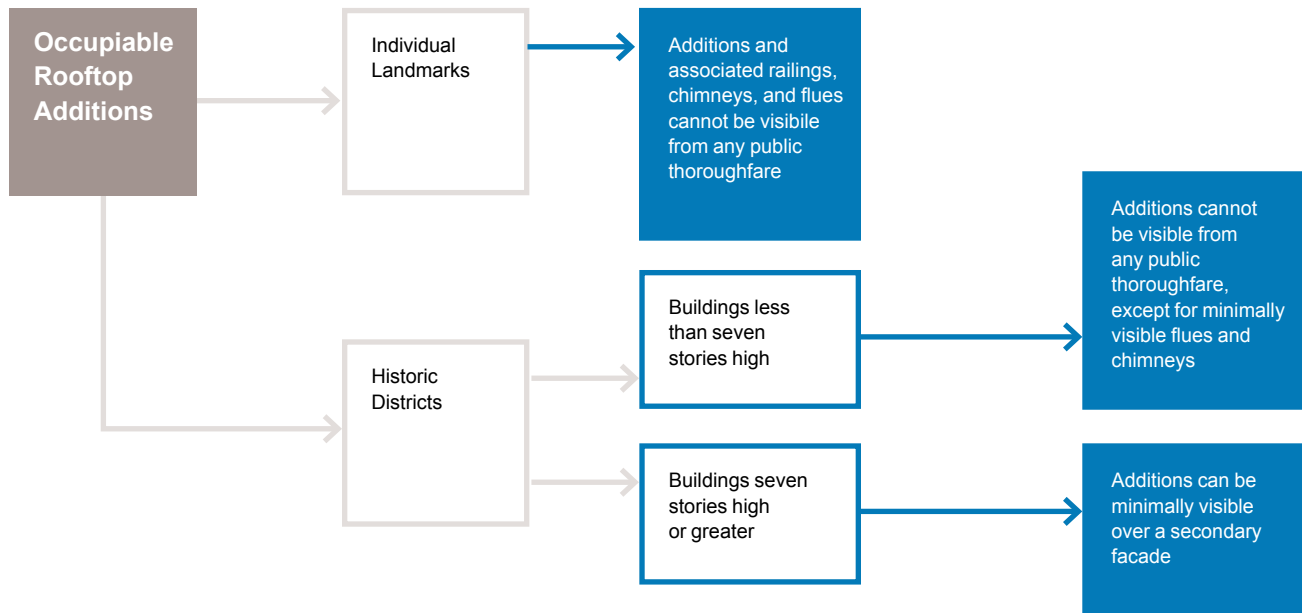 Occupiable
Rooftop
Additions
Individual
Landmarks
Additions and
associated railings,
chimneys, and flues
cannot be visibile
from any public
thoroughfare
Historic
Districts
Buildings less
than seven
stories high
Additions cannot
be visible from
any public
thoroughfare,
except for minimally
visible flues and
chimneys
Buildings seven
stories high
or greater
Additions can be
minimally visible
over a secondary
facade